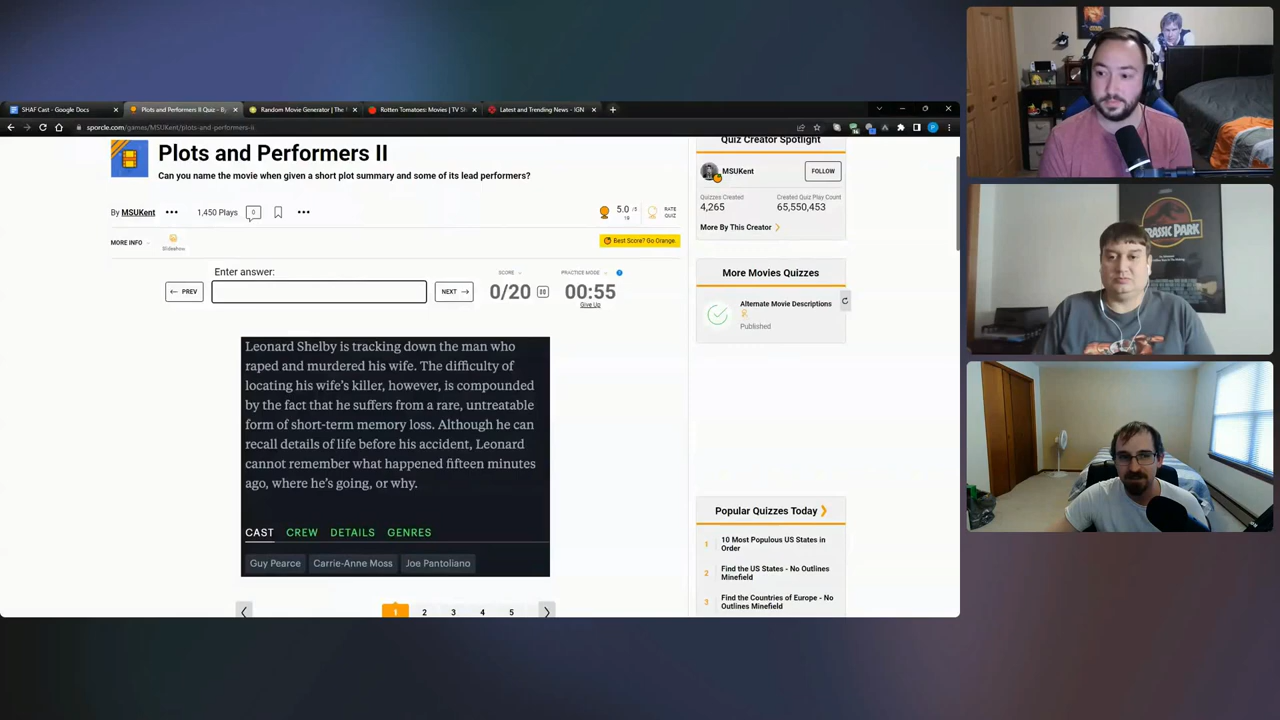 SHAF Cast - Google Docs
Plots and Performers II Quiz - By
Random Movie Generator | The
Rotten Tomatoes: Movies | TV Sh
Latest and Trending News - IGN
sporcle.com/games/MSUKent/plots-and-performers-ii
Plots and Performers II
Can you name the movie when given a short plot summary and some of its lead performers?
By MSUKent
1,450 Plays
0
5.0 /5
RATE
QUIZ
MORE INFO
Slideshow
Best Score? Go Orange.
Enter answer:
SCORE
PRACTICE MODE
?
PREV
NEXT
0/20
00:55
Give Up
Leonard Shelby is tracking down the man who
raped and murdered his wife. The difficulty of
locating his wife's killer, however, is compounded
by the fact that he suffers from a rare, untreatable
form of short-term memory loss. Although he can
recall details of life before his accident, Leonard
cannot remember what happened fifteen minutes
ago, where he's going, or why.
CAST CREW DETAILS GENRES
Guy Pearce Carrie-Anne Moss Joe Pantoliano
1 2 3 4 5
Quiz Creator Spotlight
MSUKent
FOLLOW
Quizzes Created
Created Quiz Play Count
4,265
65,550,453
More By This Creator
More Movies Quizzes
Alternate Movie Descriptions
Published
Popular Quizzes Today
1 10 Most Populous US States in
Order
2 Find the US States - No Outlines
Minefield
3 Find the Countries of Europe - No
Outlines Minefield
JURASSIC PARK